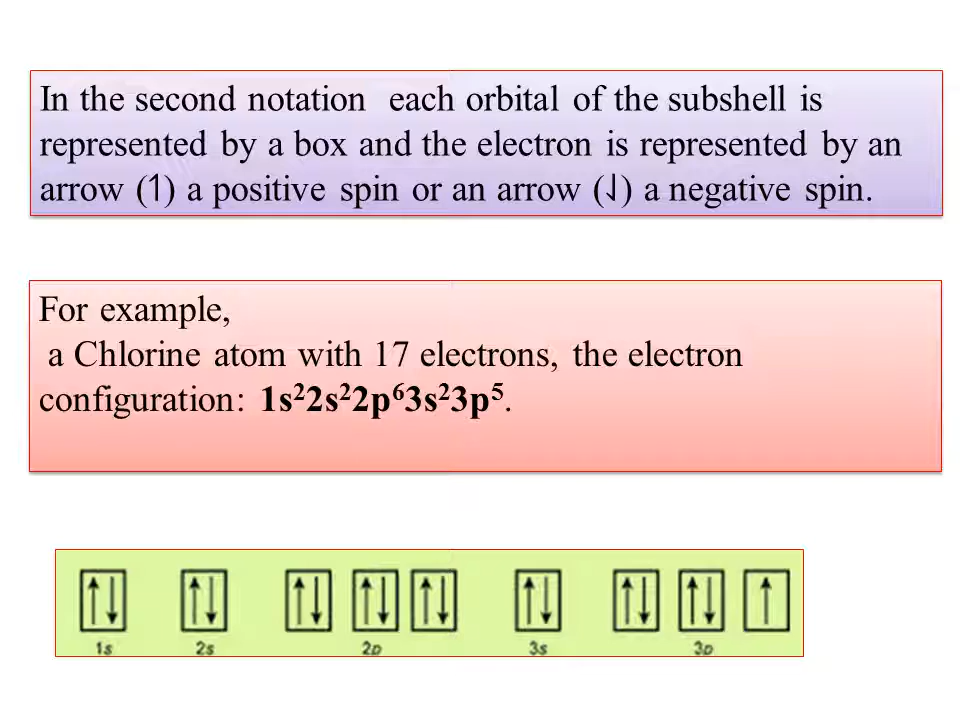 In the second notation each orbital of the subshell is
represented by a box and the electron is represented by an
arrow (↿) a positive spin or an arrow (⇃) a negative spin.
For example,
a Chlorine atom with 17 electrons, the electron
configuration: 1s²2s²2p⁶3s²3p⁵.
1s 2s 2p 3s 3p